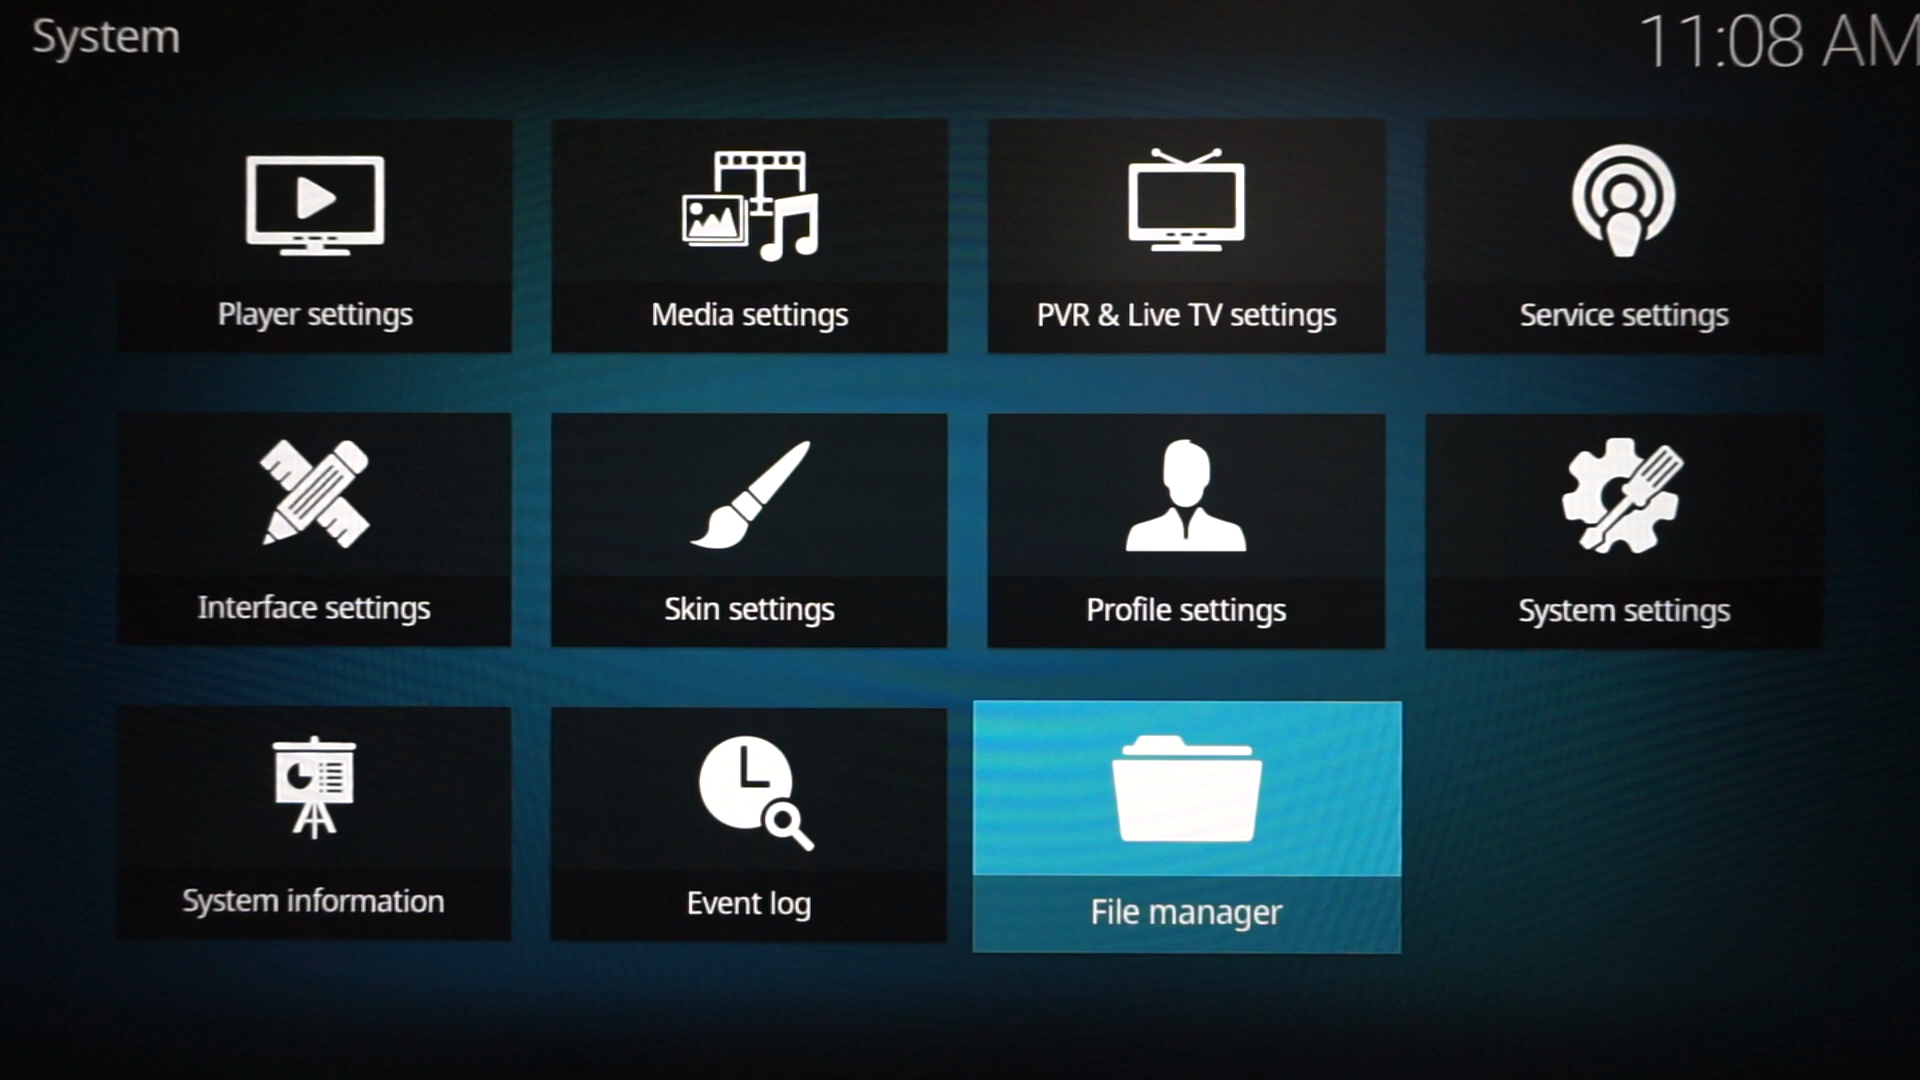 System
11:08 AM
Player settings
Media settings
PVR & Live TV settings
Service settings
Interface settings
Skin settings
Profile settings
System settings
System information
Event log
File manager